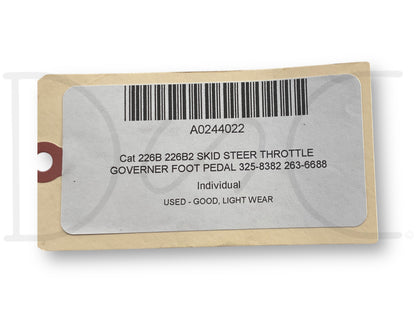 A0244022
Cat 226B 226B2 SKID STEER THROTTLE
GOVERNER FOOT PEDAL 325-8382 263-6688
Individual
USED - GOOD, LIGHT WEAR